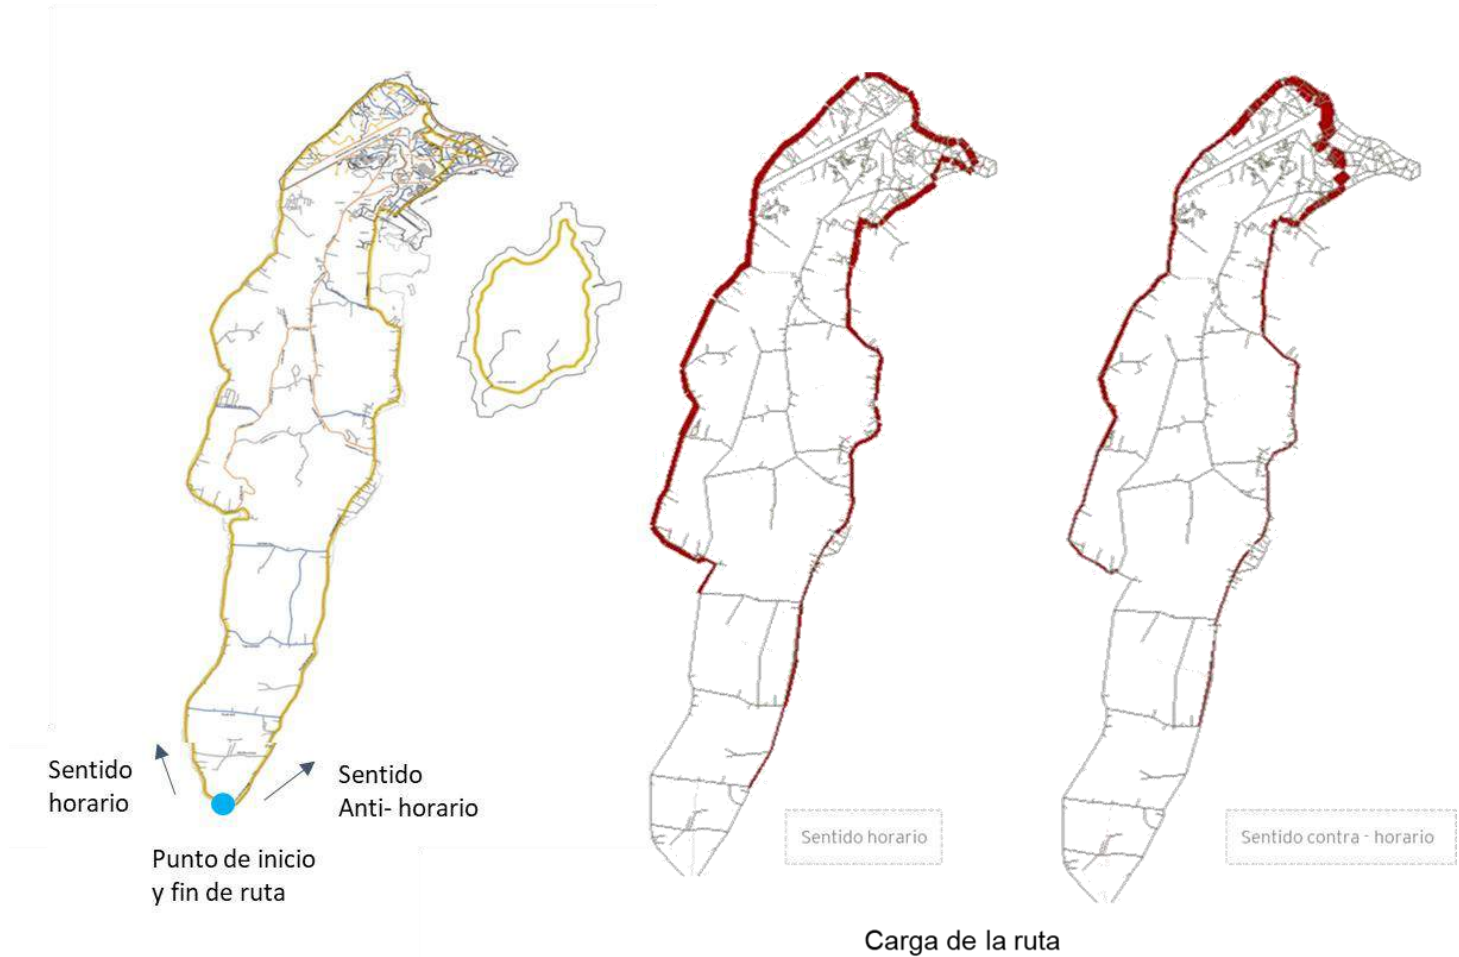 Sentido
horario
Sentido
Anti- horario
Punto de inicio
y fin de ruta
Sentido horario
Sentido contra - horario
Carga de la ruta